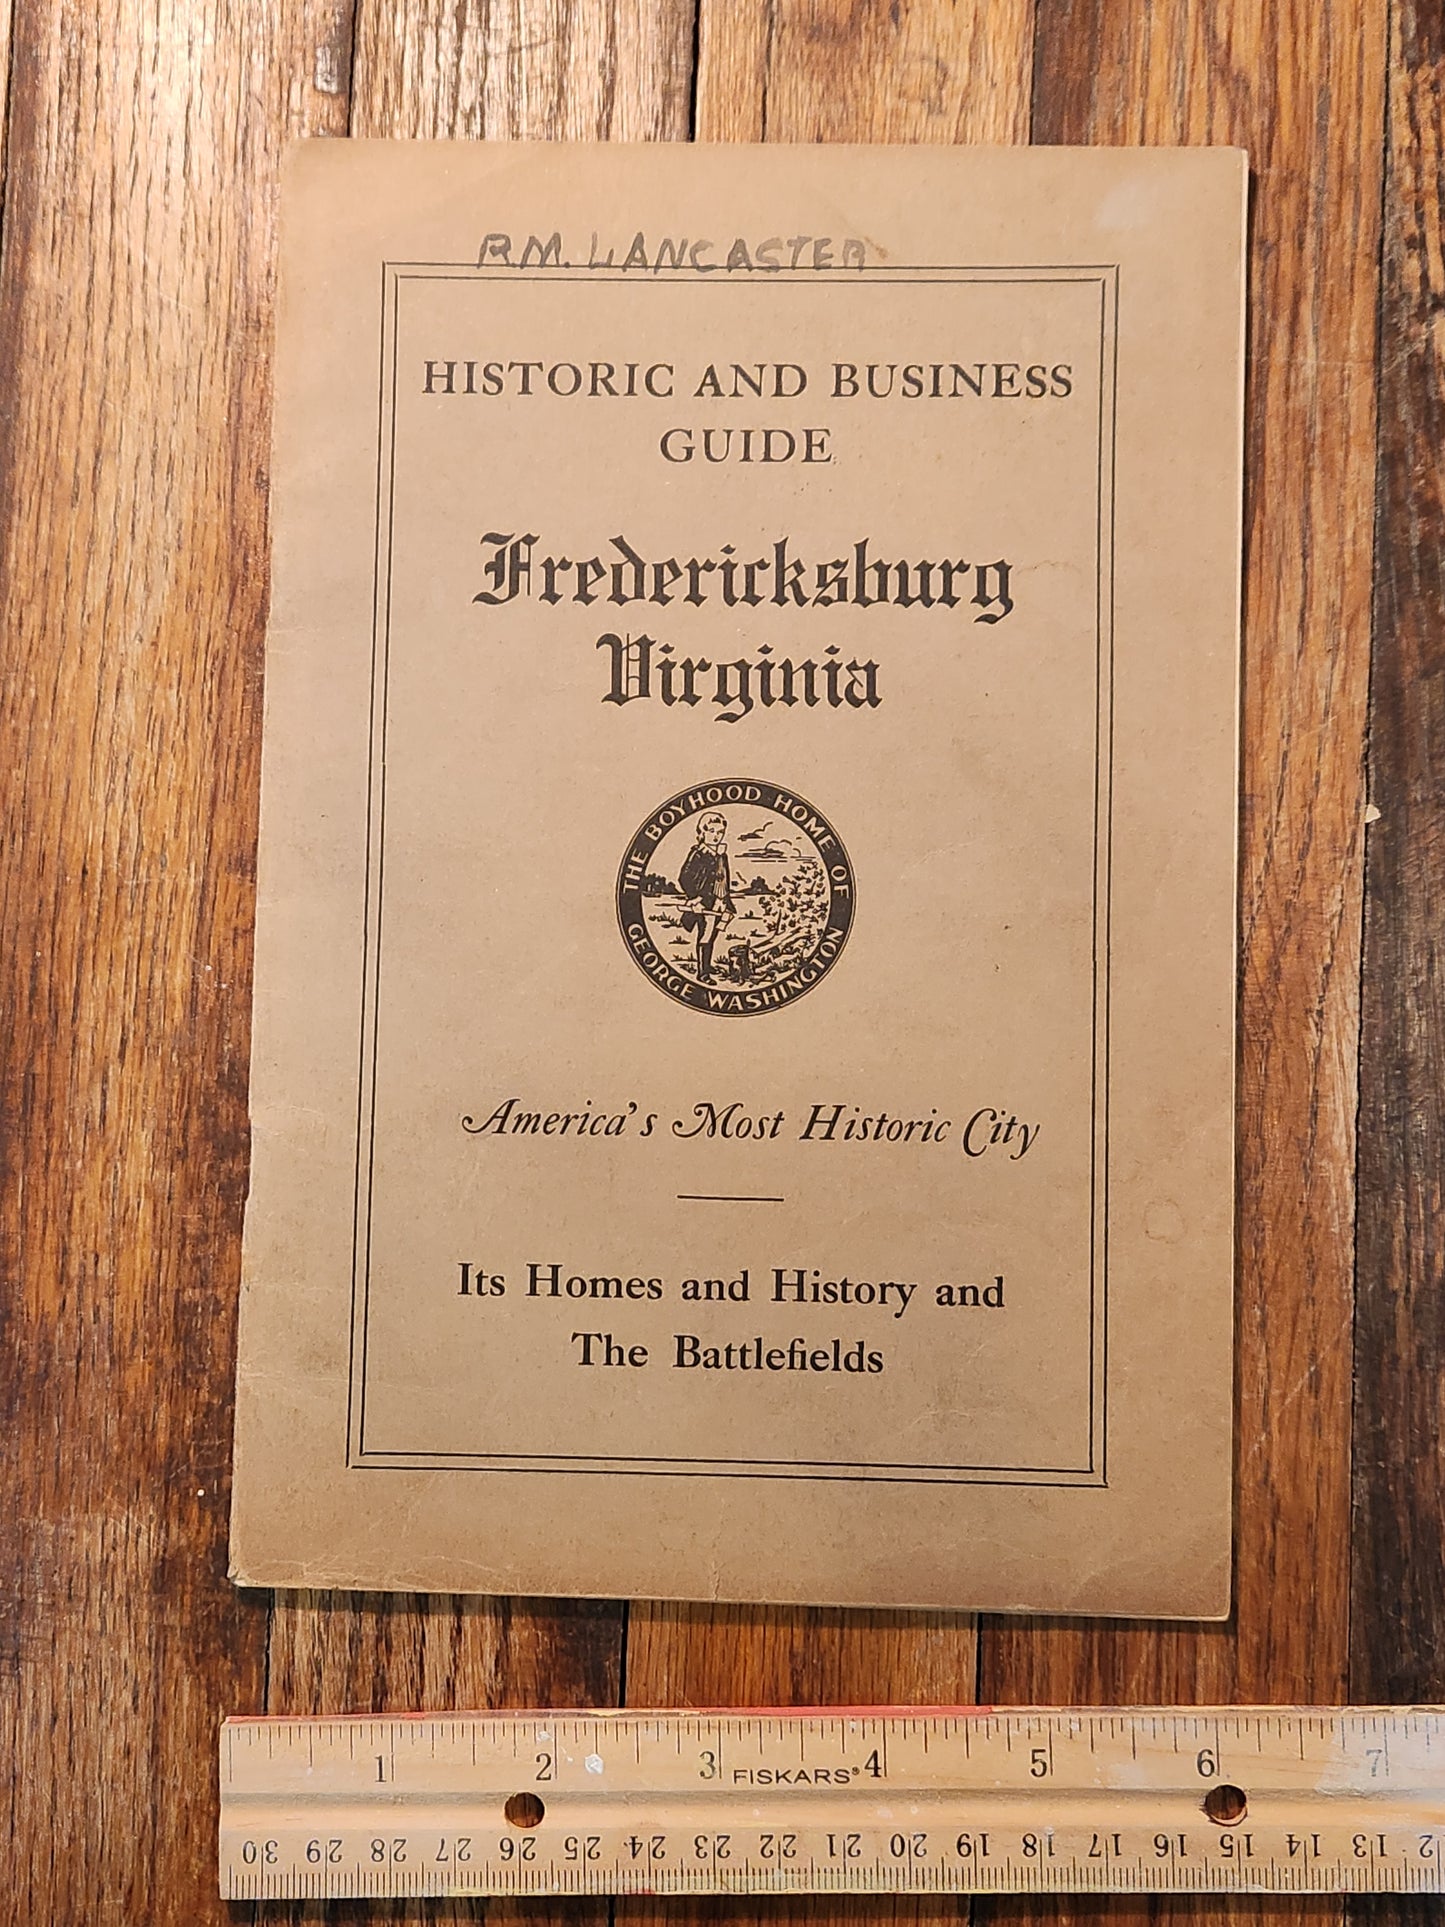 R.M. LANCASTER
HISTORIC AND BUSINESS
GUIDE
Fredericksburg
Virginia
THE BOYHOOD HOME OF
GEORGE WASHINGTON
America's Most Historic City
Its Homes and History and
The Battlefields
1 2 3 FISKARS® 4 5 6 7
30 29 28 27 26 25 24 23 22 21 20 19 18 17 16 15 14 13 2